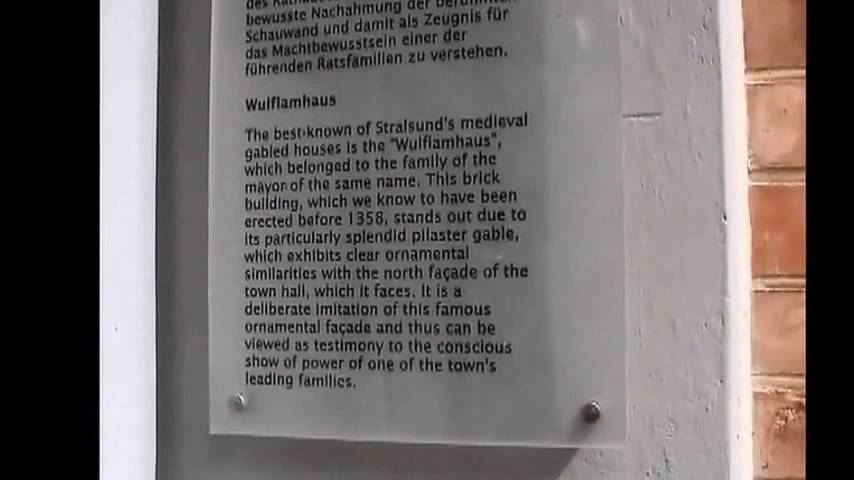 des
bewusste Nachahmung der berühmten
Schauwand und damit als Zeugnis für
das Machtbewusstsein einer der
führenden Ratsfamilien zu verstehen.
Wulflamhaus
The best-known of Stralsund's medieval
gabled houses is the "Wulflamhaus",
which belonged to the family of the
mayor of the same name. This brick
building, which we know to have been
erected before 1358, stands out due to
its particularly splendid pilaster gable,
which exhibits clear ornamental
similarities with the north façade of the
town hall, which it faces. It is a
deliberate imitation of this famous
ornamental façade and thus can be
viewed as testimony to the conscious
show of power of one of the town's
leading families.